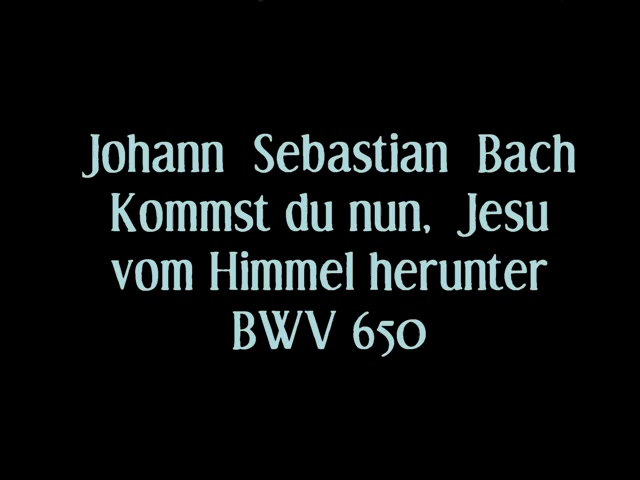 Johann Sebastian Bach
Kommst du nun, Jesu
vom Himmel herunter
BWV 650